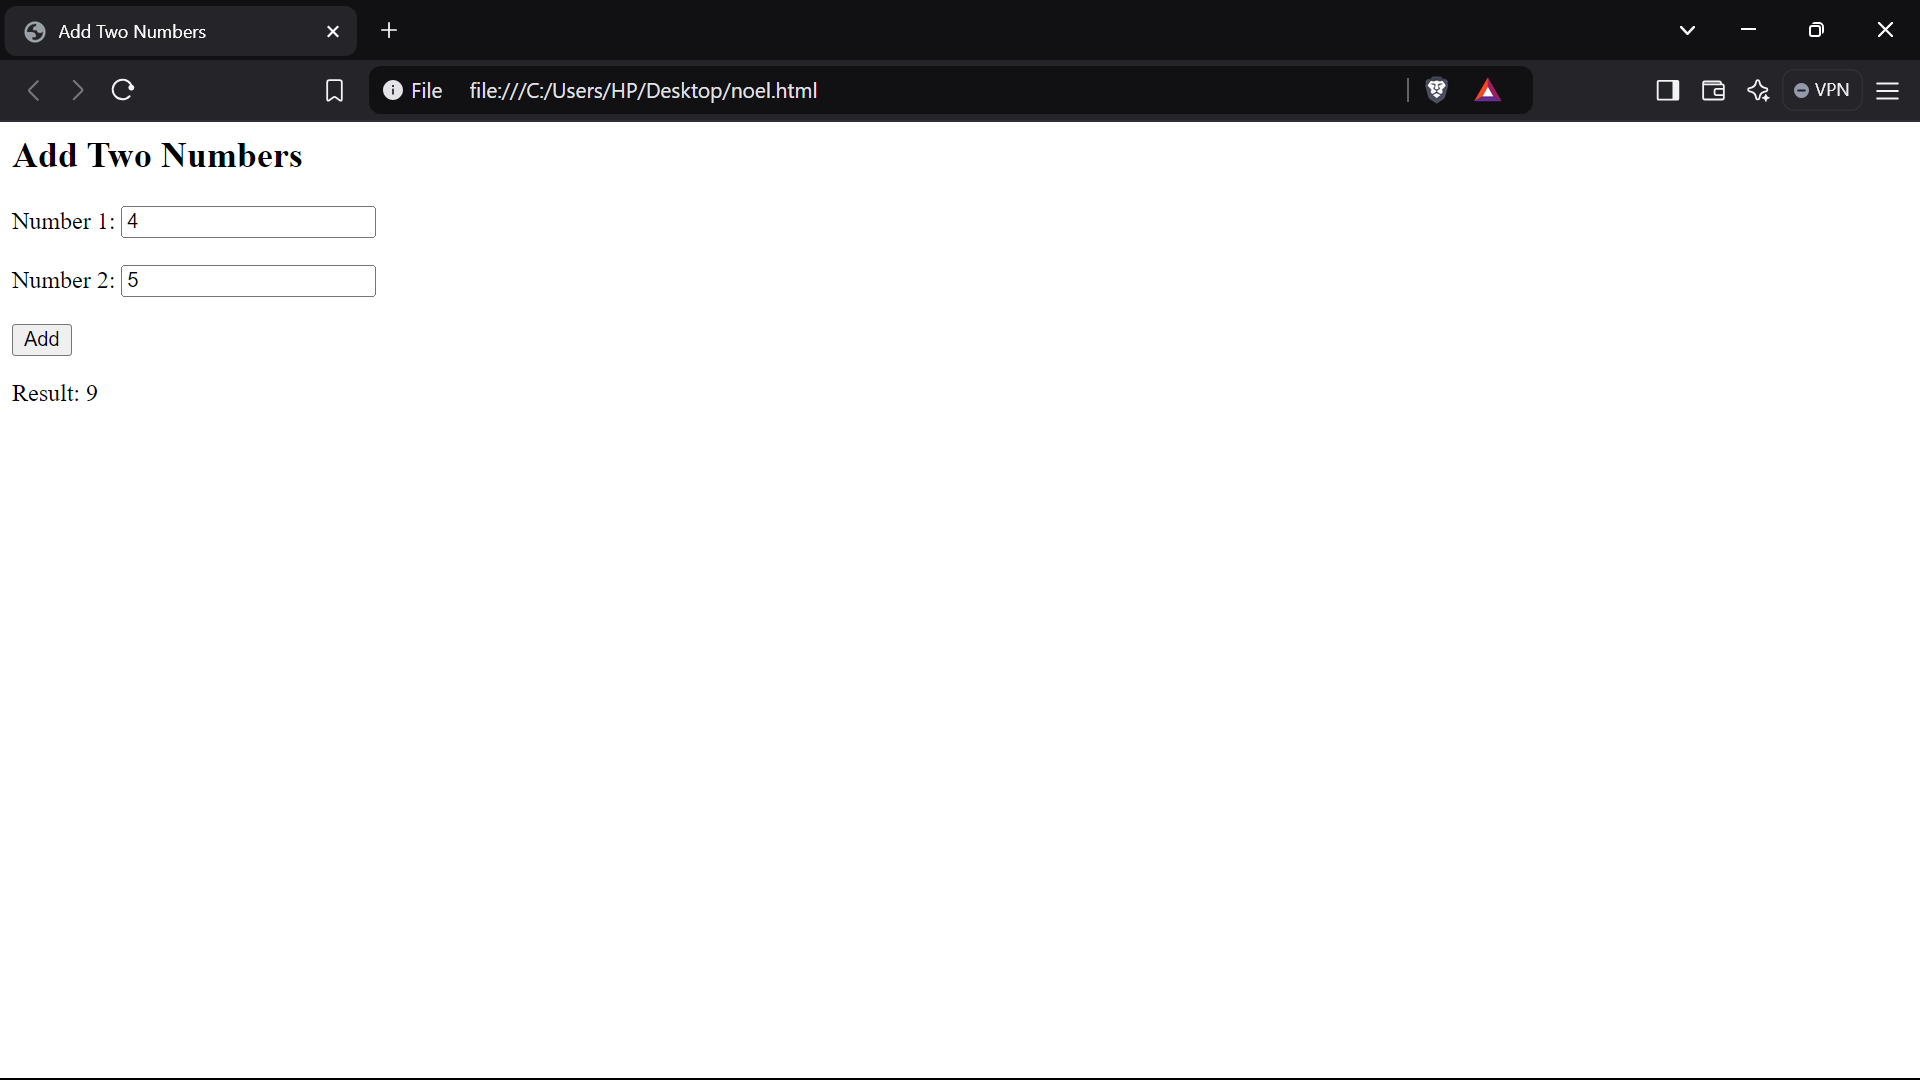 Add Two Numbers
File file:///C:/Users/HP/Desktop/noel.html
VPN
Add Two Numbers
Number 1: 4
Number 2: 5
Add
Result: 9